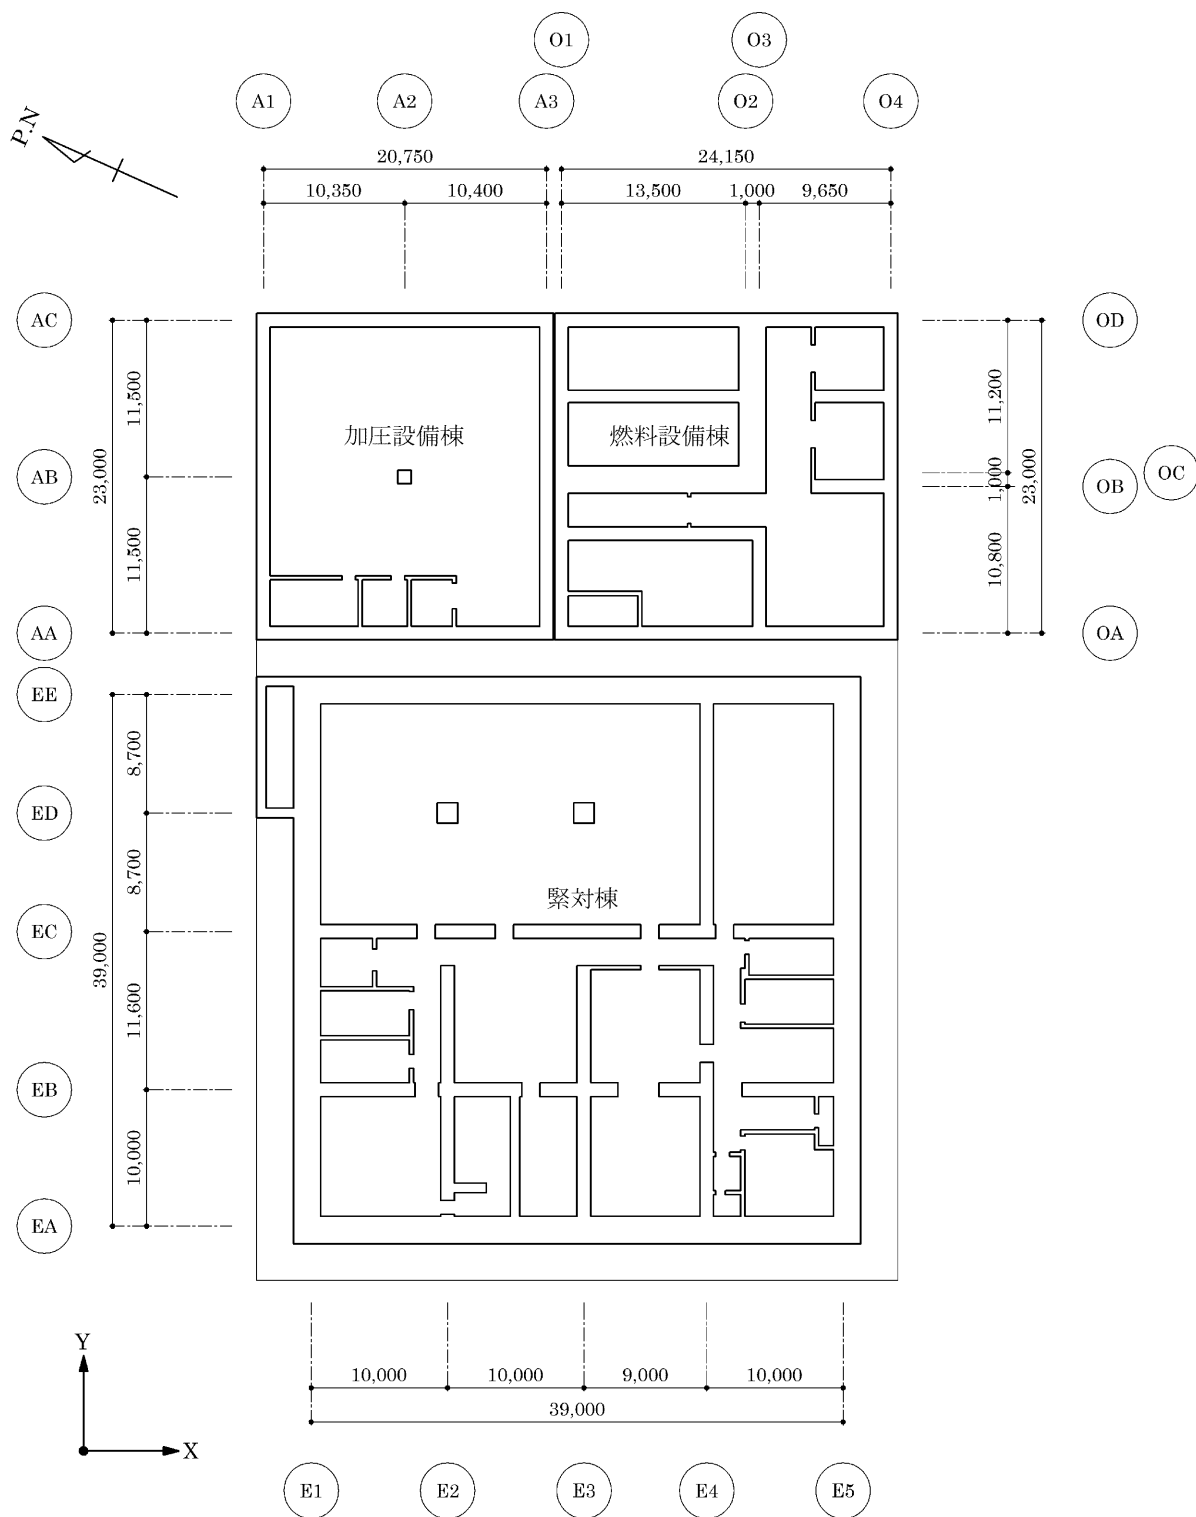 O1 O3
A1 A2 A3 O2 O4
P.N
20,750 24,150
10,350 10,400 13,500 1,000 9,650
AC OD
11,500 11,200
加圧設備棟 燃料設備棟
AB 23,000 1,000 23,000 OB OC
11,500 10,800
AA OA
EE
8,700
ED
8,700
緊対棟
EC
39,000
11,600
EB
10,000
EA
Y
X
10,000 10,000 9,000 10,000
39,000
E1 E2 E3 E4 E5